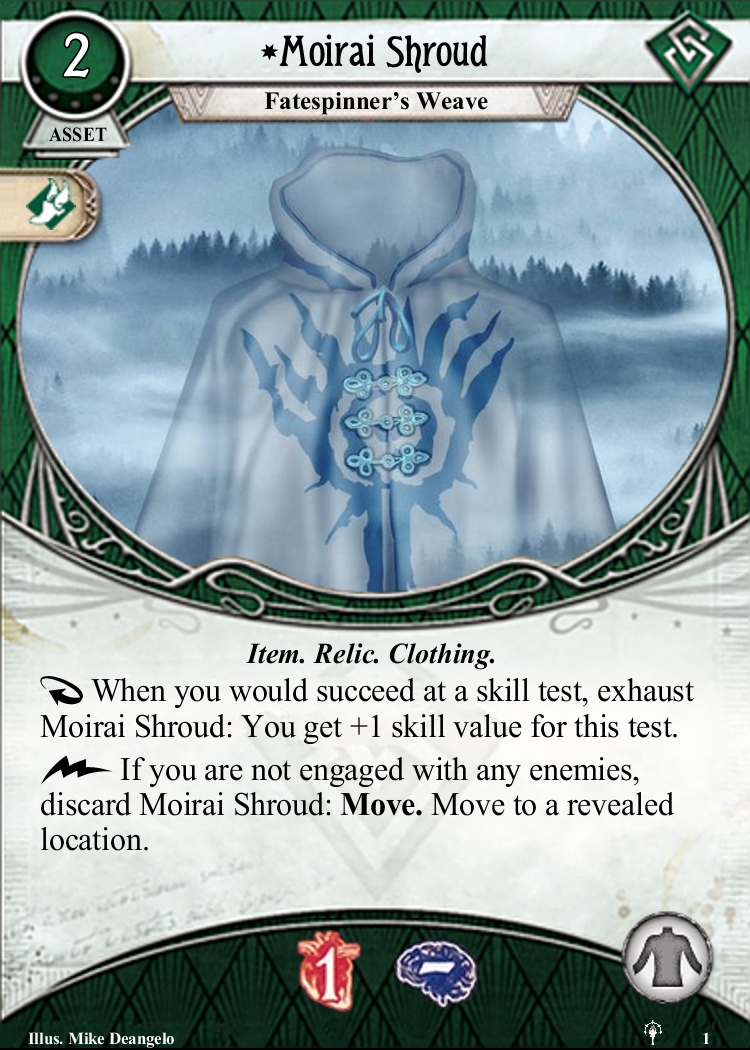 2
✶Moirai Shroud
Fatespinner's Weave
ASSET
Item. Relic. Clothing.
When you would succeed at a skill test, exhaust
Moirai Shroud: You get +1 skill value for this test.
If you are not engaged with any enemies,
discard Moirai Shroud: Move. Move to a revealed
location.
1
-
Illus. Mike Deangelo
1